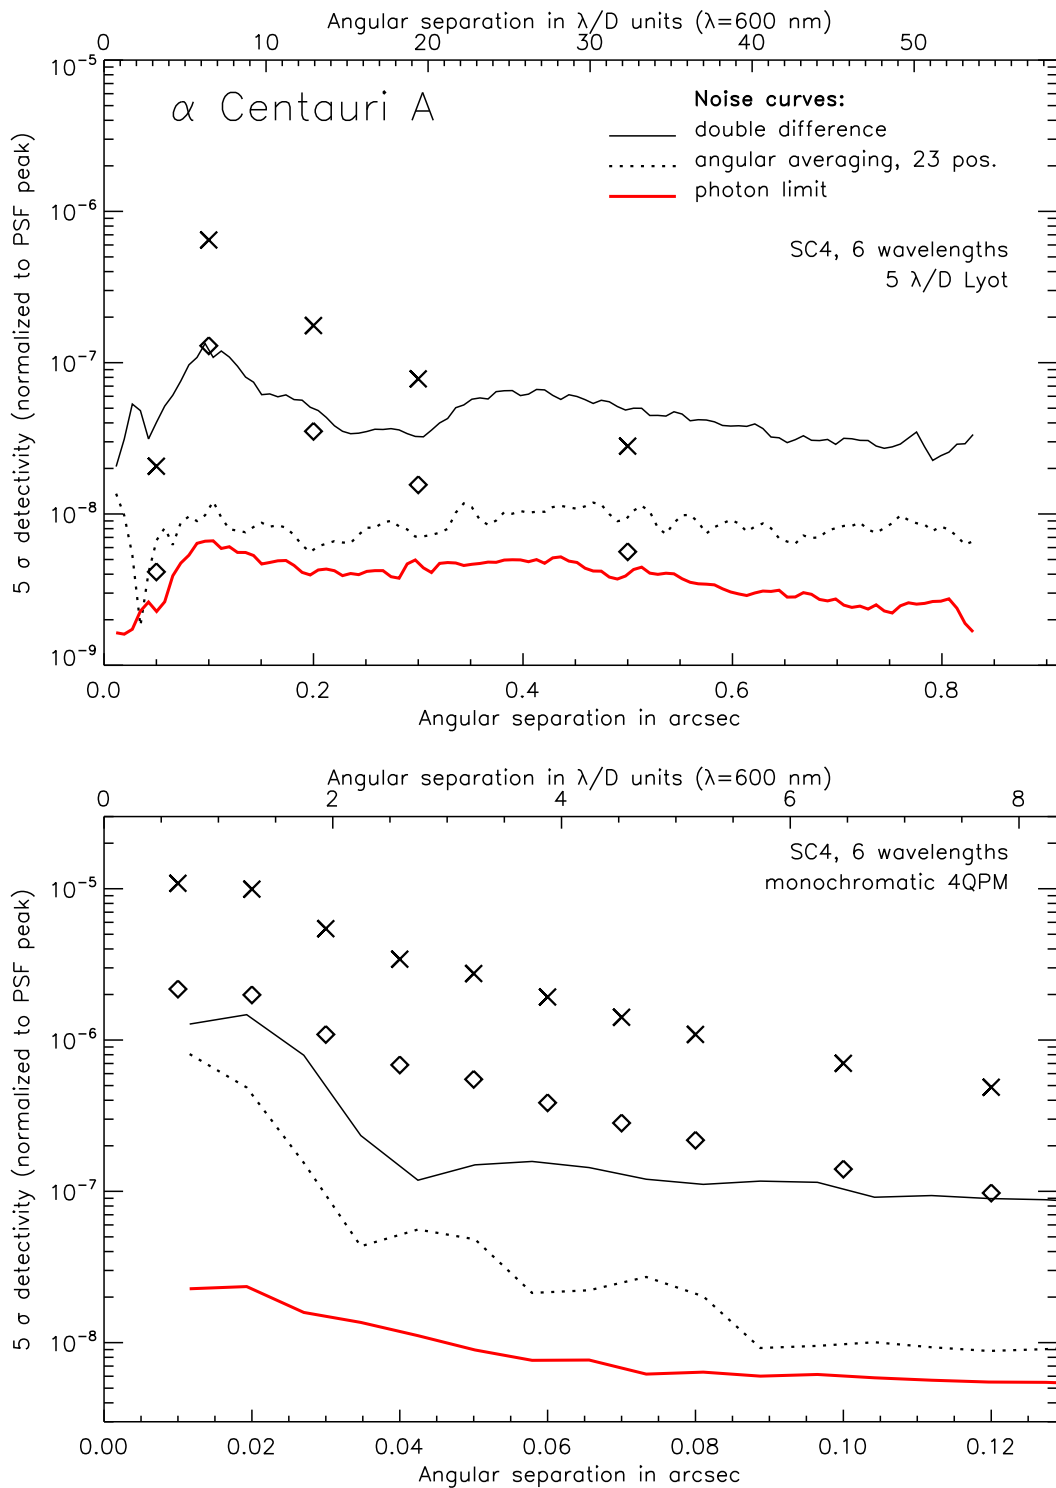 Angular separation in λ/D units (λ=600 nm)
0 10 20 30 40 50
10⁻⁵
α Centauri A
Noise curves:
double difference
angular averaging, 23 pos.
photon limit
10⁻⁶
SC4, 6 wavelengths
5 λ/D Lyot
10⁻⁷
10⁻⁸
10⁻⁹
5 σ detectivity (normalized to PSF peak)
0.0 0.2 0.4 0.6 0.8
Angular separation in arcsec
Angular separation in λ/D units (λ=600 nm)
0 2 4 6 8
SC4, 6 wavelengths
monochromatic 4QPM
10⁻⁵
10⁻⁶
10⁻⁷
10⁻⁸
5 σ detectivity (normalized to PSF peak)
0.00 0.02 0.04 0.06 0.08 0.10 0.12
Angular separation in arcsec